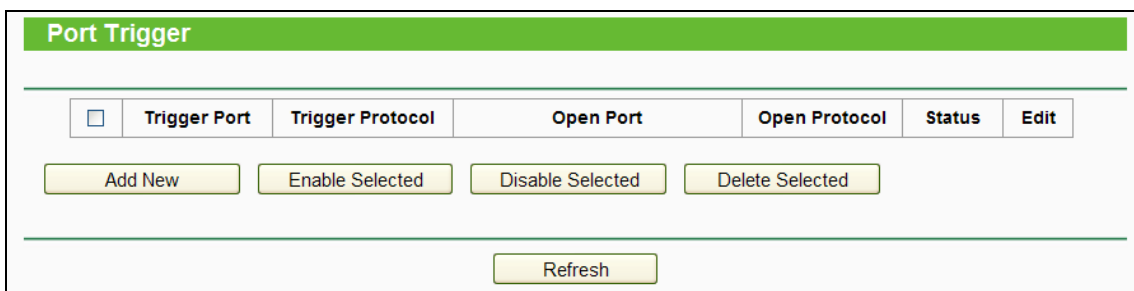 Port Trigger
Trigger Port Trigger Protocol Open Port Open Protocol Status Edit
Add New Enable Selected Disable Selected Delete Selected
Refresh